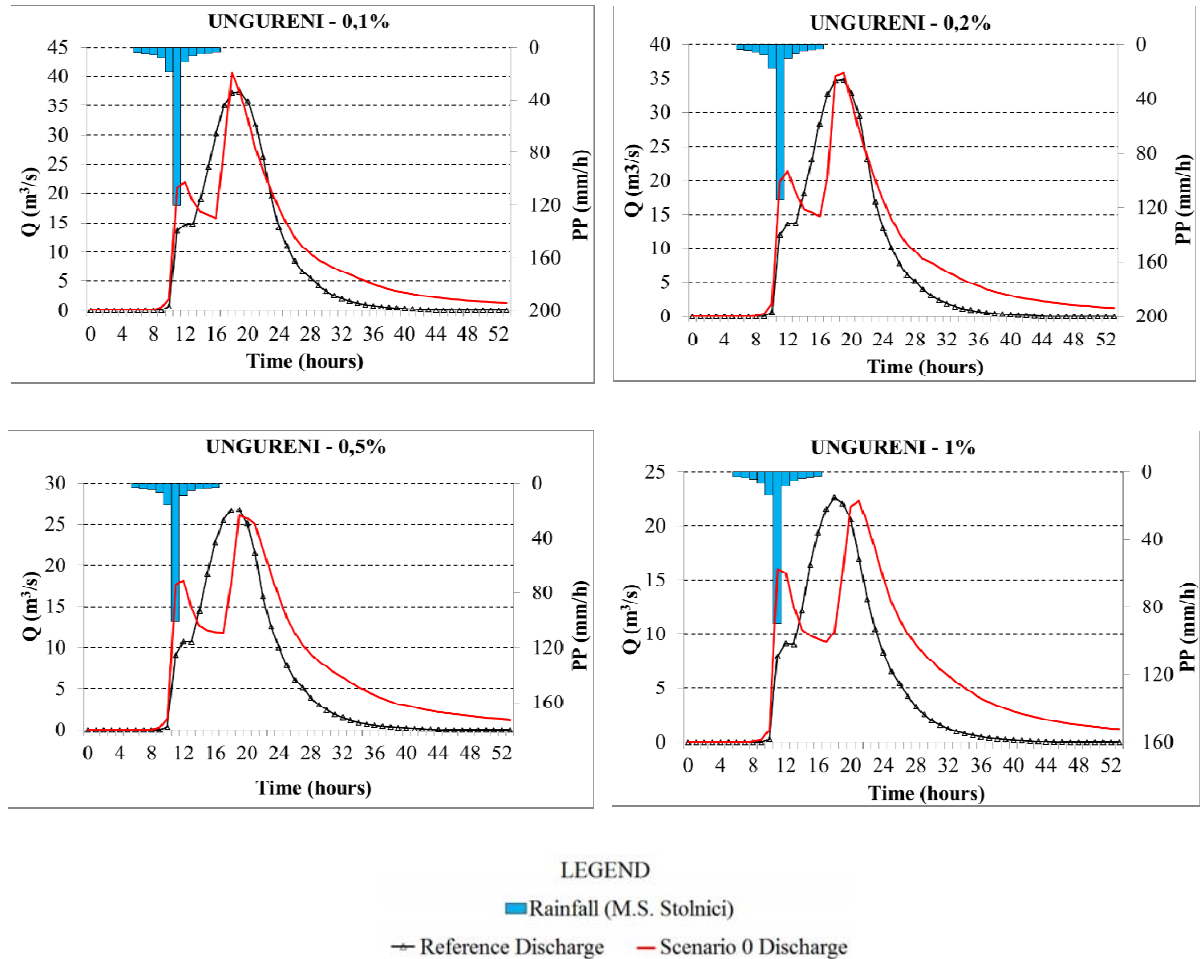 UNGURENI - 0,1%
45
40
35
30
25
20
15
10
5
0
0
40
80
120
160
200
Q (m³/s)
PP (mm/h)
0 4 8 12 16 20 24 28 32 36 40 44 48 52
Time (hours)
UNGURENI - 0,2%
40
35
30
25
20
15
10
5
0
0
40
80
120
160
200
Q (m3/s)
PP (mm/h)
0 4 8 12 16 20 24 28 32 36 40 44 48 52
Time (hours)
UNGURENI - 0,5%
30
25
20
15
10
5
0
0
40
80
120
160
Q (m³/s)
PP (mm/h)
0 4 8 12 16 20 24 28 32 36 40 44 48 52
Time (hours)
UNGURENI - 1%
25
20
15
10
5
0
0
40
80
120
160
Q (m³/s)
PP (mm/h)
0 4 8 12 16 20 24 28 32 36 40 44 48 52
Time (hours)
LEGEND
Rainfall (M.S. Stolnici)
Reference Discharge Scenario 0 Discharge